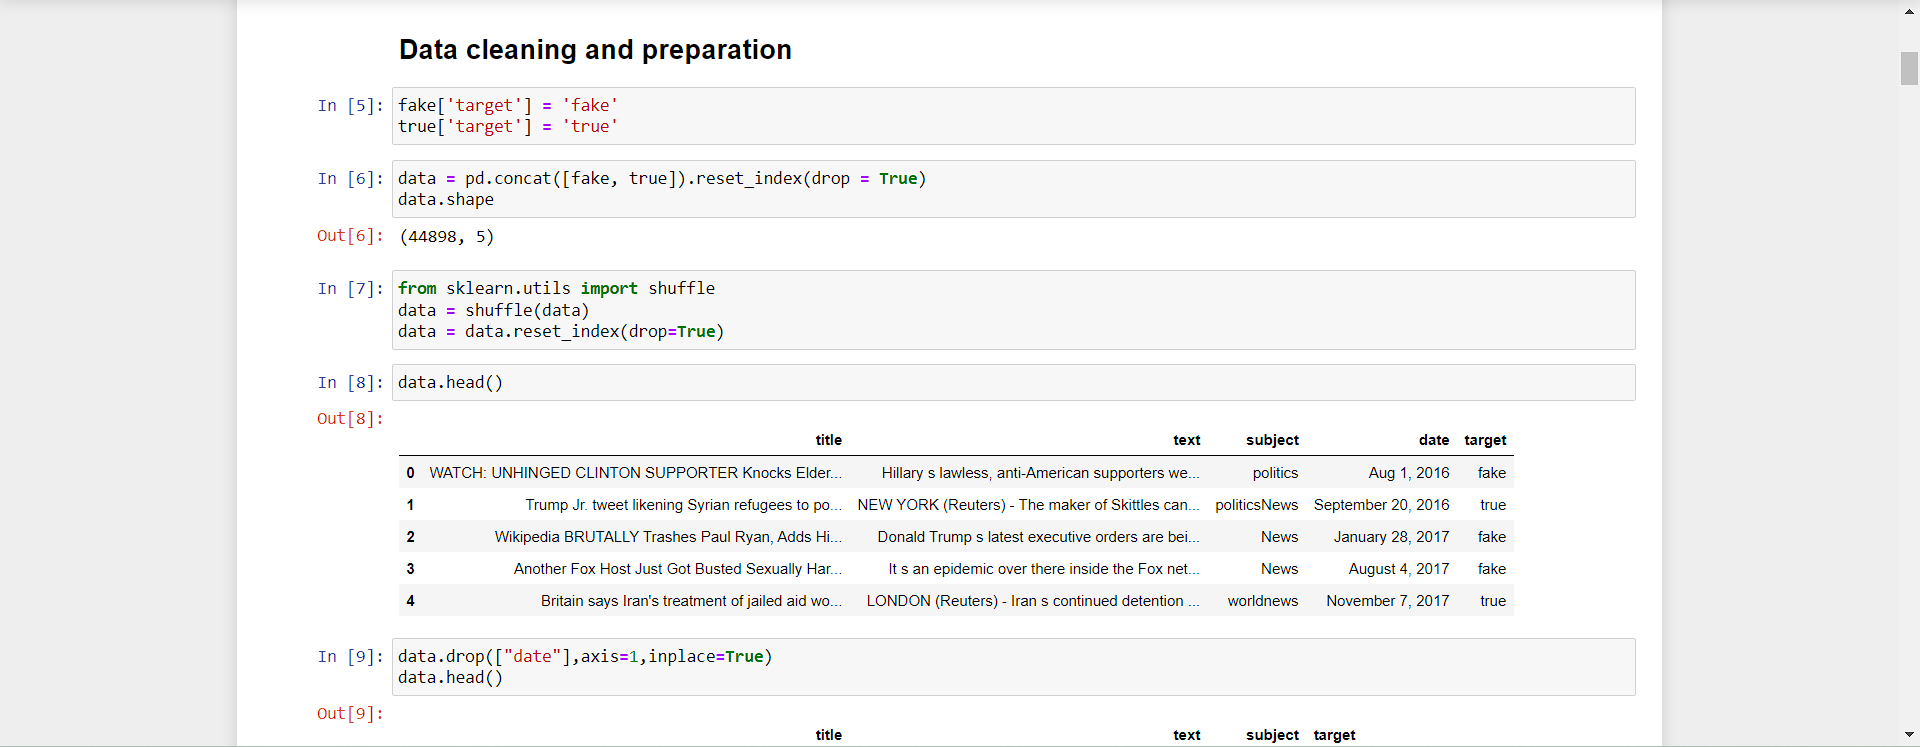 Data cleaning and preparation
In [5]: fake['target'] = 'fake'
true['target'] = 'true'
In [6]: data = pd.concat([fake, true]).reset_index(drop = True)
data.shape
Out[6]: (44898, 5)
In [7]: from sklearn.utils import shuffle
data = shuffle(data)
data = data.reset_index(drop=True)
In [8]: data.head()
Out[8]:
title text subject date target
0 WATCH: UNHINGED CLINTON SUPPORTER Knocks Elder... Hillary s lawless, anti-American supporters we... politics Aug 1, 2016 fake
1 Trump Jr. tweet likening Syrian refugees to po... NEW YORK (Reuters) - The maker of Skittles can... politicsNews September 20, 2016 true
2 Wikipedia BRUTALLY Trashes Paul Ryan, Adds Hi... Donald Trump s latest executive orders are bei... News January 28, 2017 fake
3 Another Fox Host Just Got Busted Sexually Har... It s an epidemic over there inside the Fox net... News August 4, 2017 fake
4 Britain says Iran's treatment of jailed aid wo... LONDON (Reuters) - Iran s continued detention ... worldnews November 7, 2017 true
In [9]: data.drop(["date"],axis=1,inplace=True)
data.head()
Out[9]:
title text subject target